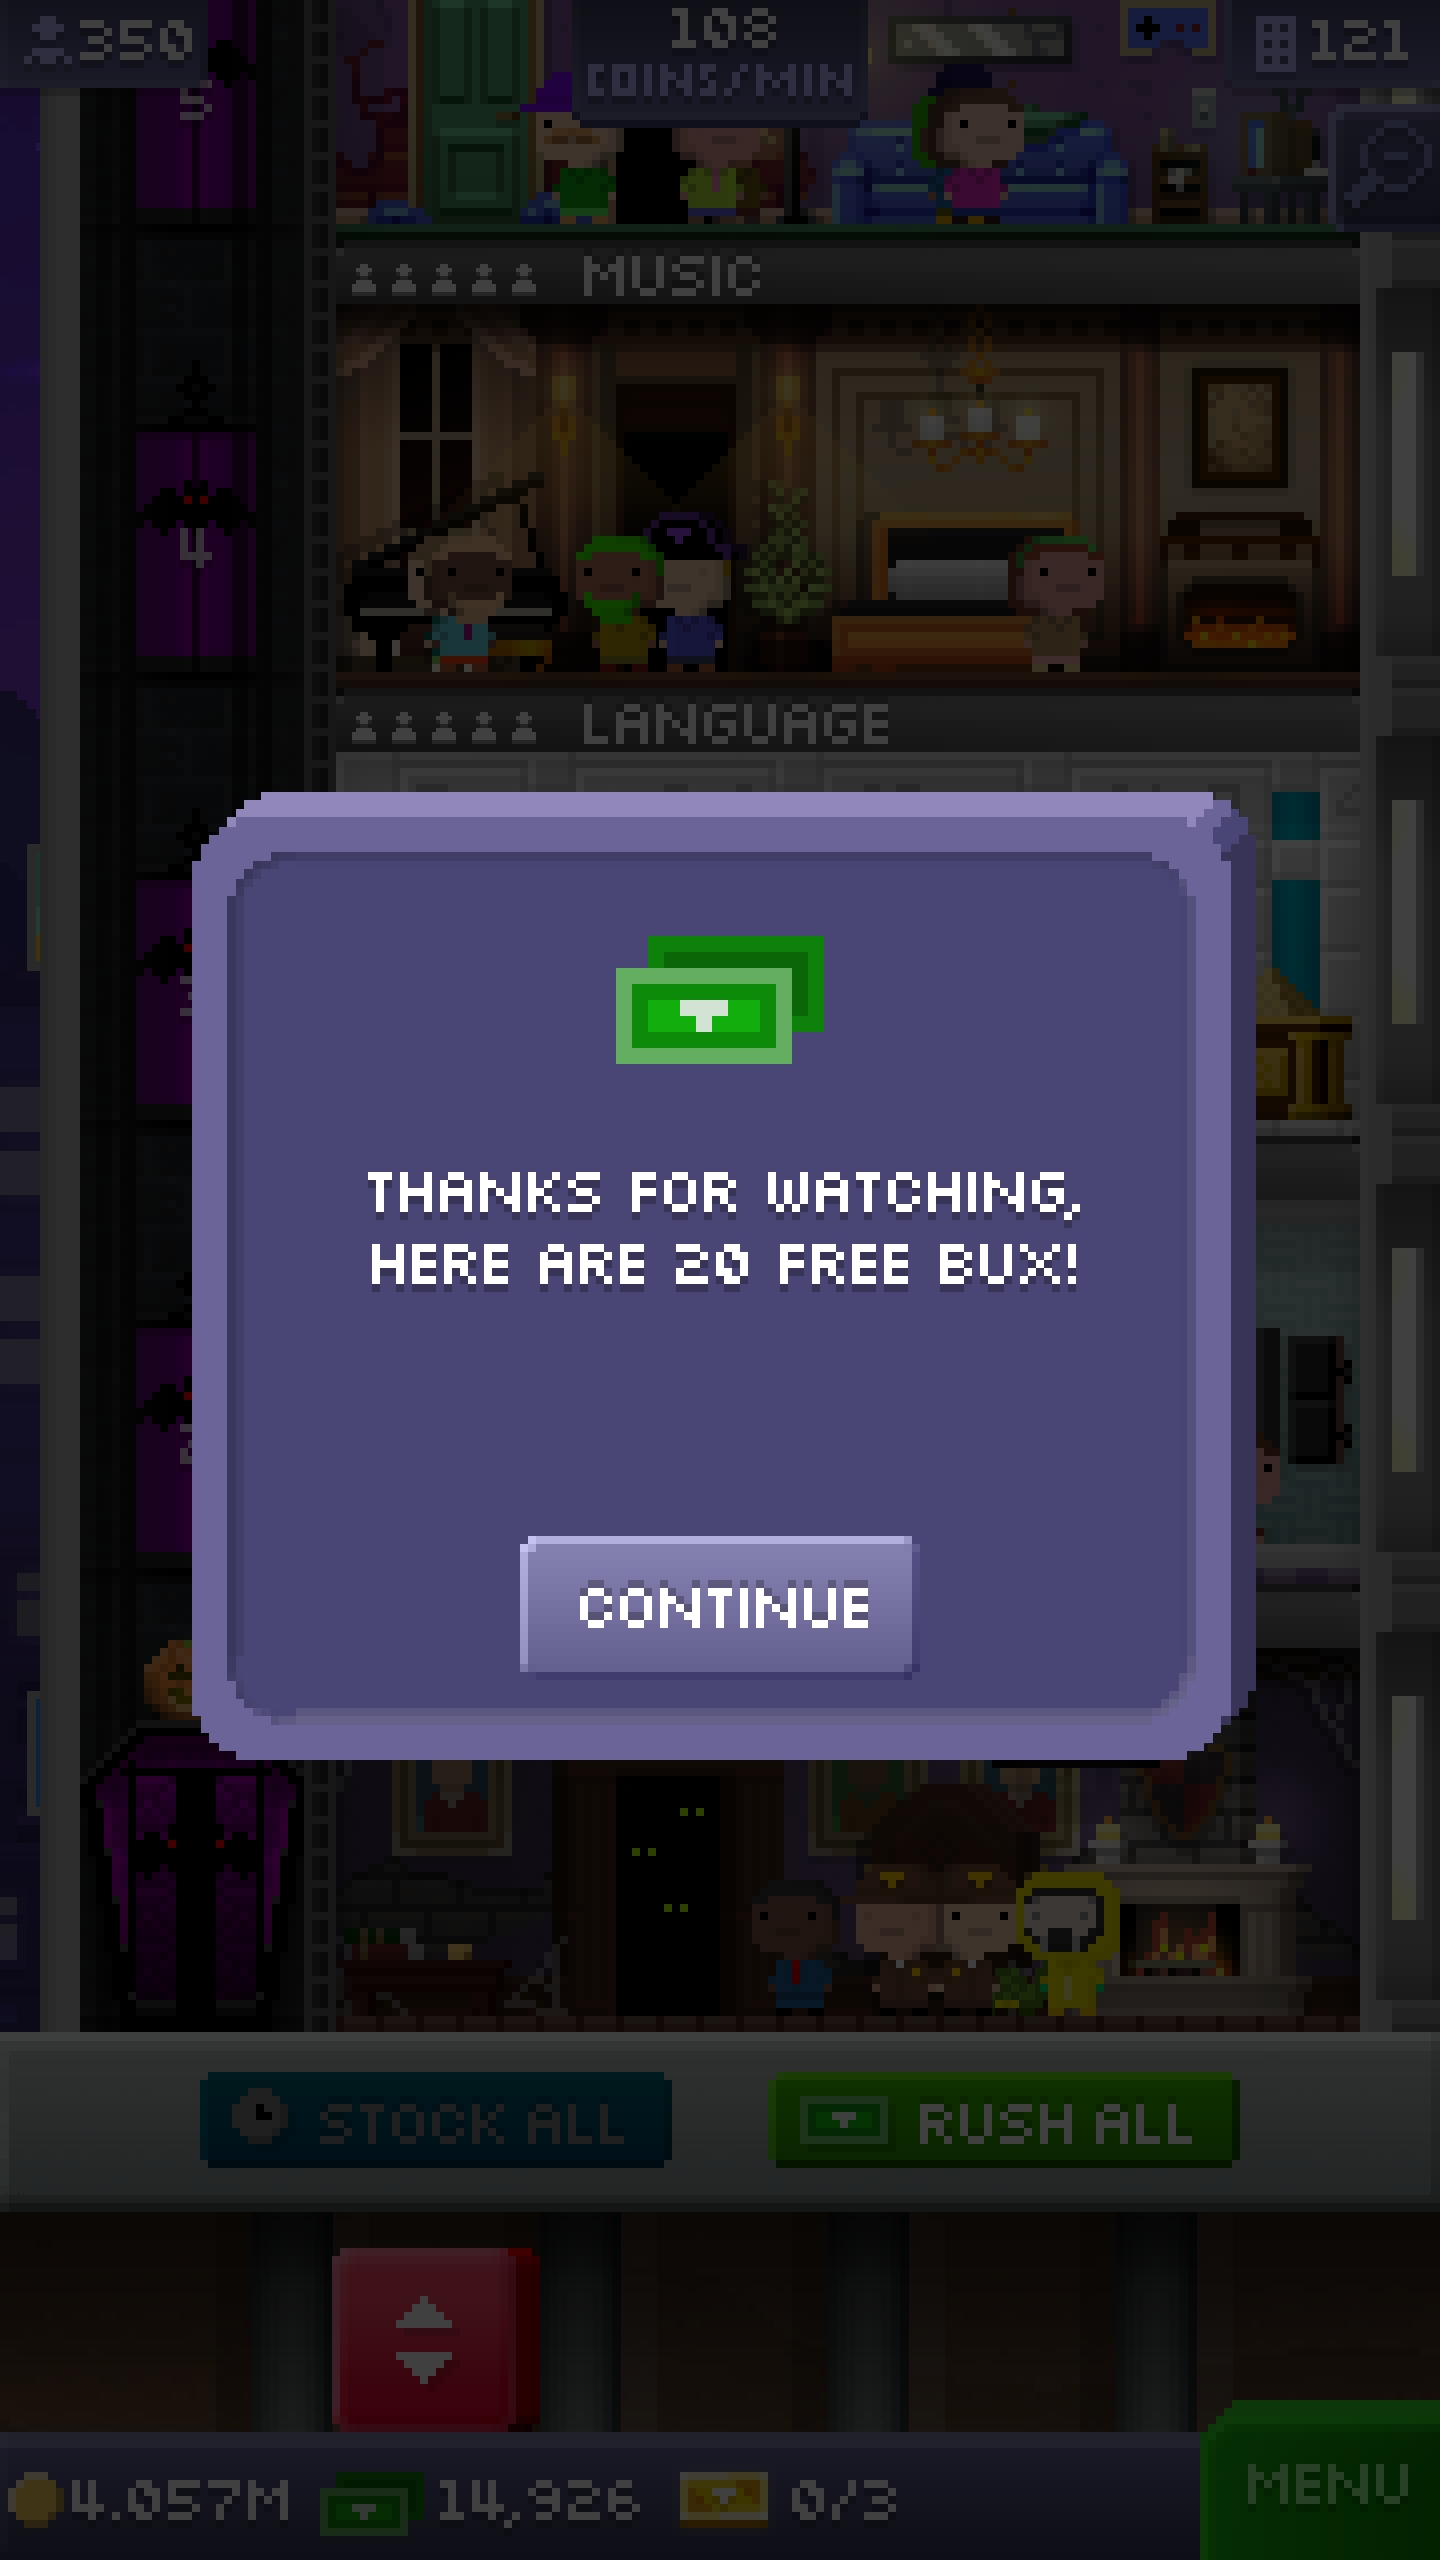 350
108
COINS/MIN
121
5
MUSIC
4
LANGUAGE
THANKS FOR WATCHING,
HERE ARE 20 FREE BUX!
CONTINUE
STOCK ALL
RUSH ALL
4.057M
14,926
0/3
MENU